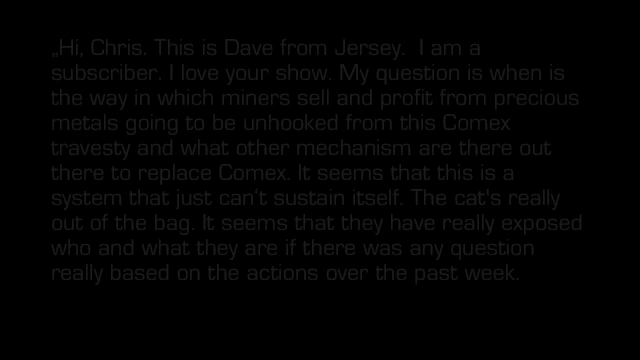 „Hi, Chris. This is Dave from Jersey.  I am a
subscriber. I love your show. My question is when is
the way in which miners sell and profit from precious
metals going to be unhooked from this Comex
travesty and what other mechanism are there out
there to replace Comex. It seems that this is a
system that just can't sustain itself. The cat's really
out of the bag. It seems that they have really exposed
who and what they are if there was any question
really based on the actions over the past week.